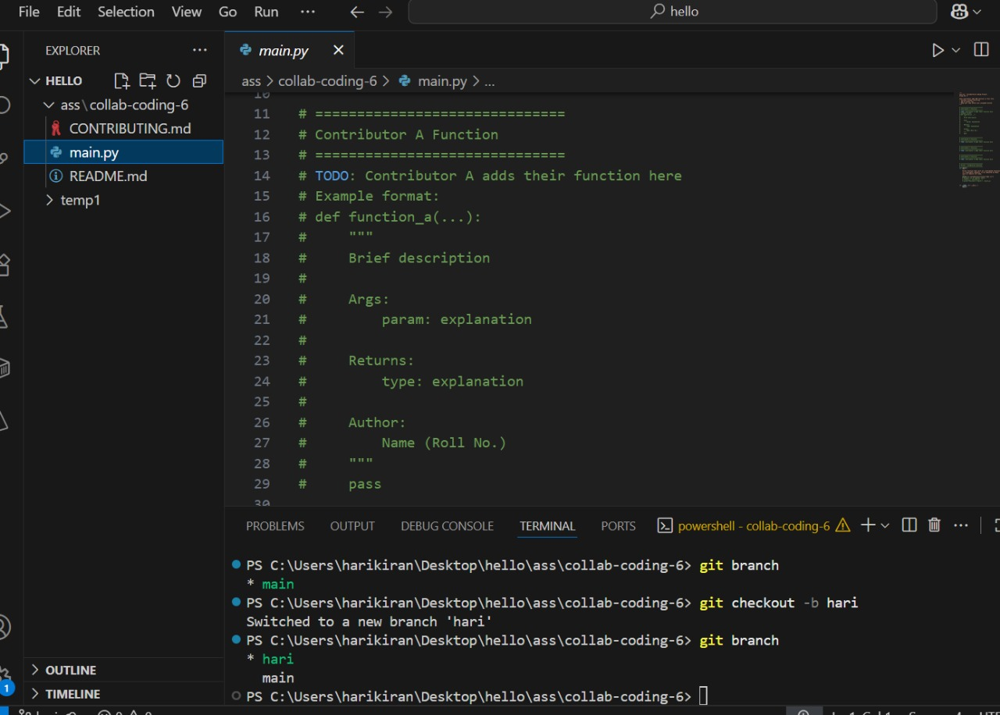 File Edit Selection View Go Run ···
hello
EXPLORER ···
HELLO
ass\collab-coding-6
CONTRIBUTING.md
main.py
README.md
temp1
OUTLINE
TIMELINE
1
main.py
ass > collab-coding-6 > main.py > ...
10
11 # ==============================
12 # Contributor A Function
13 # ==============================
14 # TODO: Contributor A adds their function here
15 # Example format:
16 # def function_a(...):
17 #     """
18 #     Brief description
19 #
20 #     Args:
21 #         param: explanation
22 #
23 #     Returns:
24 #         type: explanation
25 #
26 #     Author:
27 #         Name (Roll No.)
28 #     """
29 #     pass
30
PROBLEMS OUTPUT DEBUG CONSOLE TERMINAL PORTS powershell - collab-coding-6 ···
PS C:\Users\harikiran\Desktop\hello\ass\collab-coding-6> git branch
* main
PS C:\Users\harikiran\Desktop\hello\ass\collab-coding-6> git checkout -b hari
Switched to a new branch 'hari'
PS C:\Users\harikiran\Desktop\hello\ass\collab-coding-6> git branch
* hari
main
PS C:\Users\harikiran\Desktop\hello\ass\collab-coding-6>